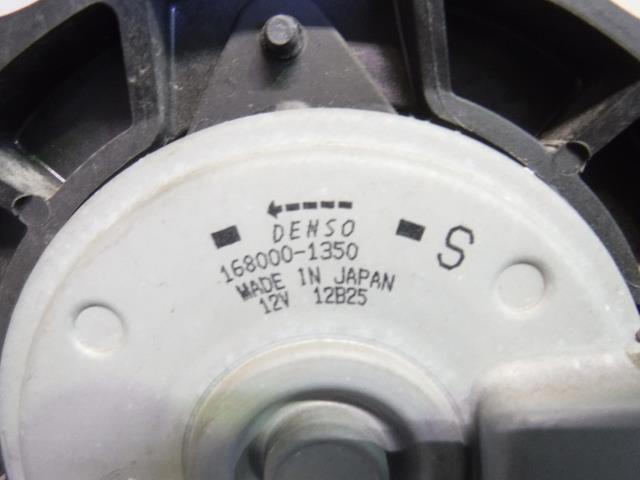 DENSO
168000-1350
S
MADE IN JAPAN
12V 12B25